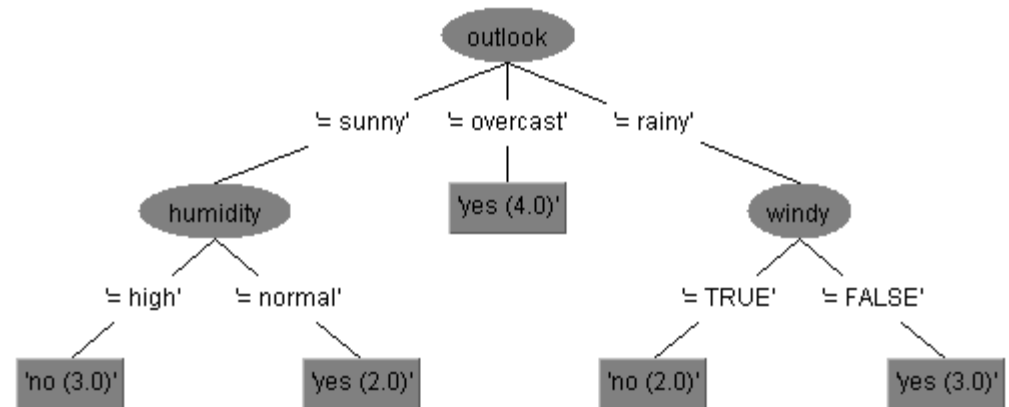 outlook
'= sunny' '= overcast' '= rainy'
humidity 'yes (4.0)' windy
'= high' '= normal' '= TRUE' '= FALSE'
'no (3.0)' 'yes (2.0)' 'no (2.0)' 'yes (3.0)'